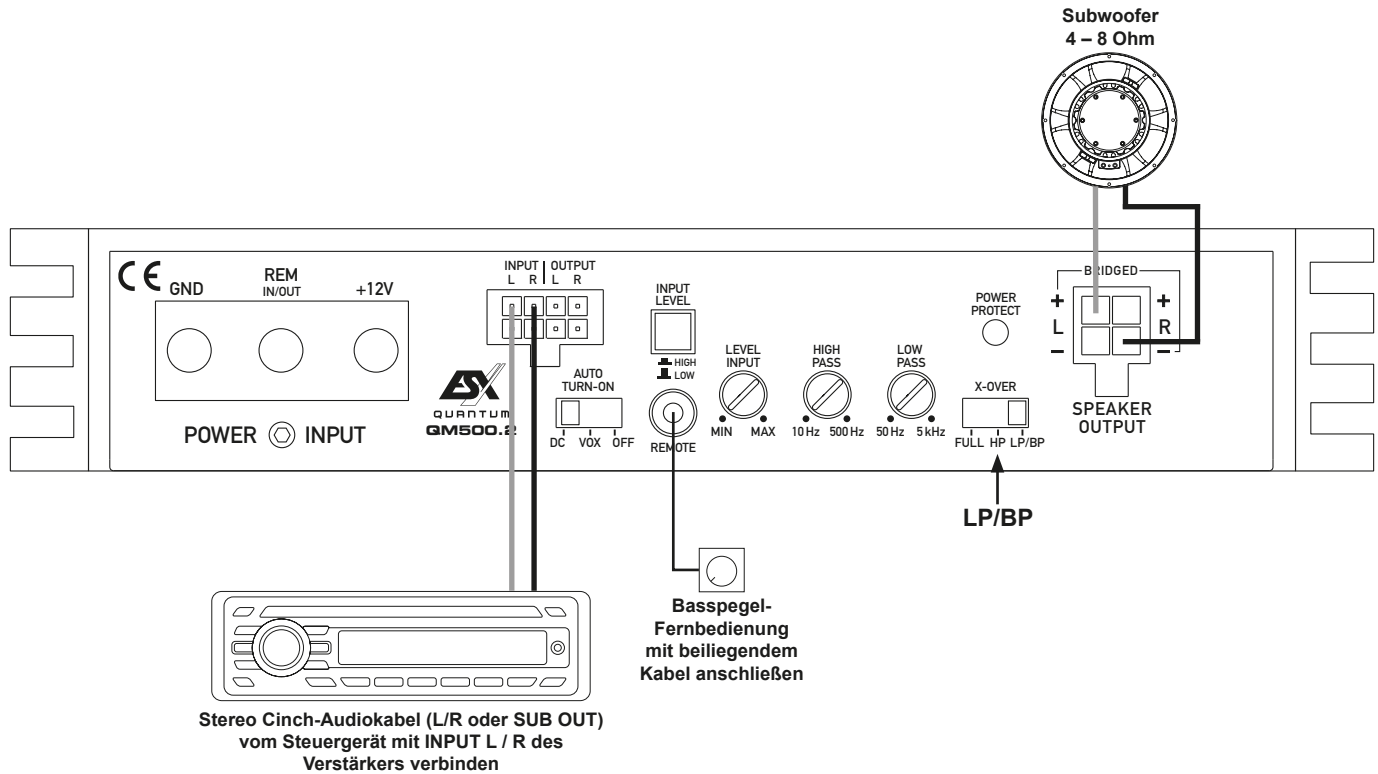 Subwoofer
4 – 8 Ohm
CE
GND
REM
IN/OUT
+12V
POWER INPUT
ESX
QUANTUM
QM500.2
INPUT | OUTPUT
L R L R
AUTO
TURN-ON
DC VOX OFF
INPUT
LEVEL
HIGH
LOW
REMOTE
LEVEL
INPUT
MIN MAX
HIGH
PASS
10 Hz 500 Hz
LOW
PASS
50 Hz 5 kHz
POWER
PROTECT
X-OVER
FULL HP LP/BP
LP/BP
BRIDGED
+ +
L R
– –
SPEAKER
OUTPUT
Basspegel-
Fernbedienung
mit beiliegendem
Kabel anschließen
Stereo Cinch-Audiokabel (L/R oder SUB OUT)
vom Steuergerät mit INPUT L / R des
Verstärkers verbinden